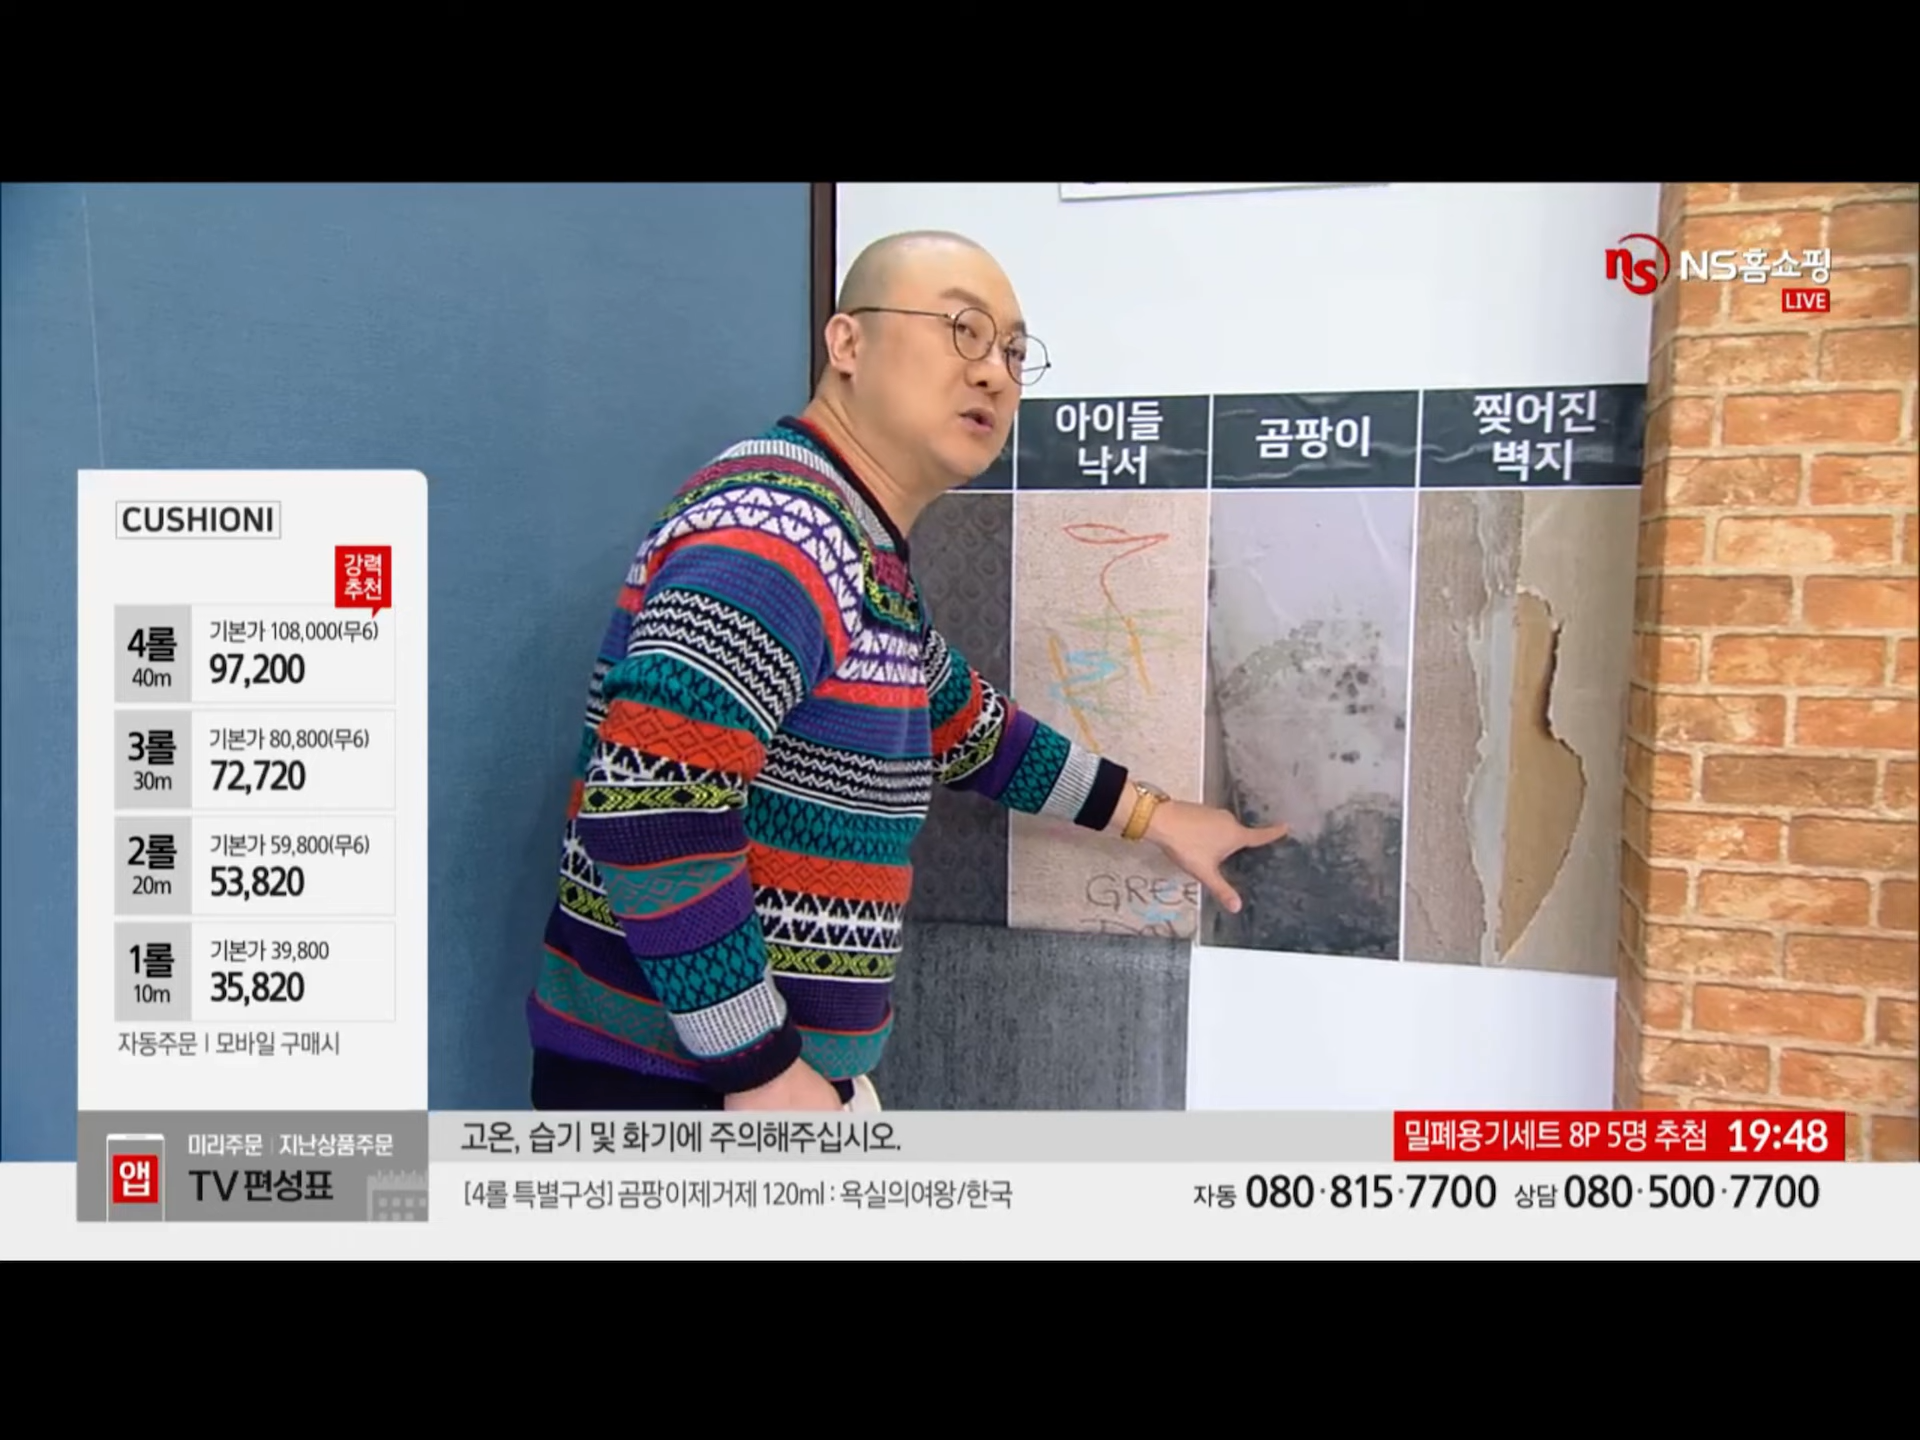 ns NS홈쇼핑
LIVE
아이들
낙서
곰팡이
찢어진
벽지
GREE
CUSHIONI
강력
추천
4롤
40m
기본가 108,000(무6)
97,200
3롤
30m
기본가 80,800(무6)
72,720
2롤
20m
기본가 59,800(무6)
53,820
1롤
10m
기본가 39,800
35,820
자동주문 | 모바일 구매시
앱
미리주문 | 지난상품주문
TV 편성표
고온, 습기 및 화기에 주의해주십시오.
밀폐용기세트 8P 5명 추첨 19:48
[4롤 특별구성] 곰팡이제거제 120ml : 욕실의여왕/한국
자동 080·815·7700 상담 080·500·7700